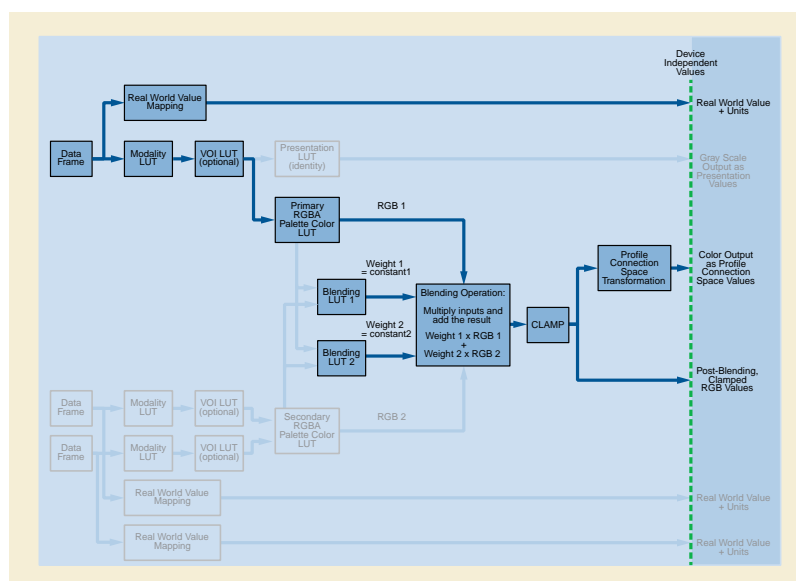 Device
Independent
Values
Real World Value
Mapping
Real World Value
+ Units
Data
Frame
Modality
LUT
VOI LUT
(optional)
Presentation
LUT
(identity)
Gray Scale
Output as
Presentation
Values
Primary
RGBA
Palette Color
LUT
RGB 1
Weight 1
= constant1
Blending
LUT 1
Weight 2
= constant2
Blending
LUT 2
Blending Operation:
Multiply inputs and
add the result
Weight 1 x RGB 1
+
Weight 2 x RGB 2
CLAMP
Profile
Connection
Space
Transformation
Color Output
as Profile
Connection
Space Values
Post-Blending,
Clamped
RGB Values
Data
Frame
Modality
LUT
VOI LUT
(optional)
Secondary
RGBA
Palette Color
LUT
RGB 2
Data
Frame
Modality
LUT
VOI LUT
(optional)
Real World Value
Mapping
Real World Value
+ Units
Real World Value
Mapping
Real World Value
+ Units